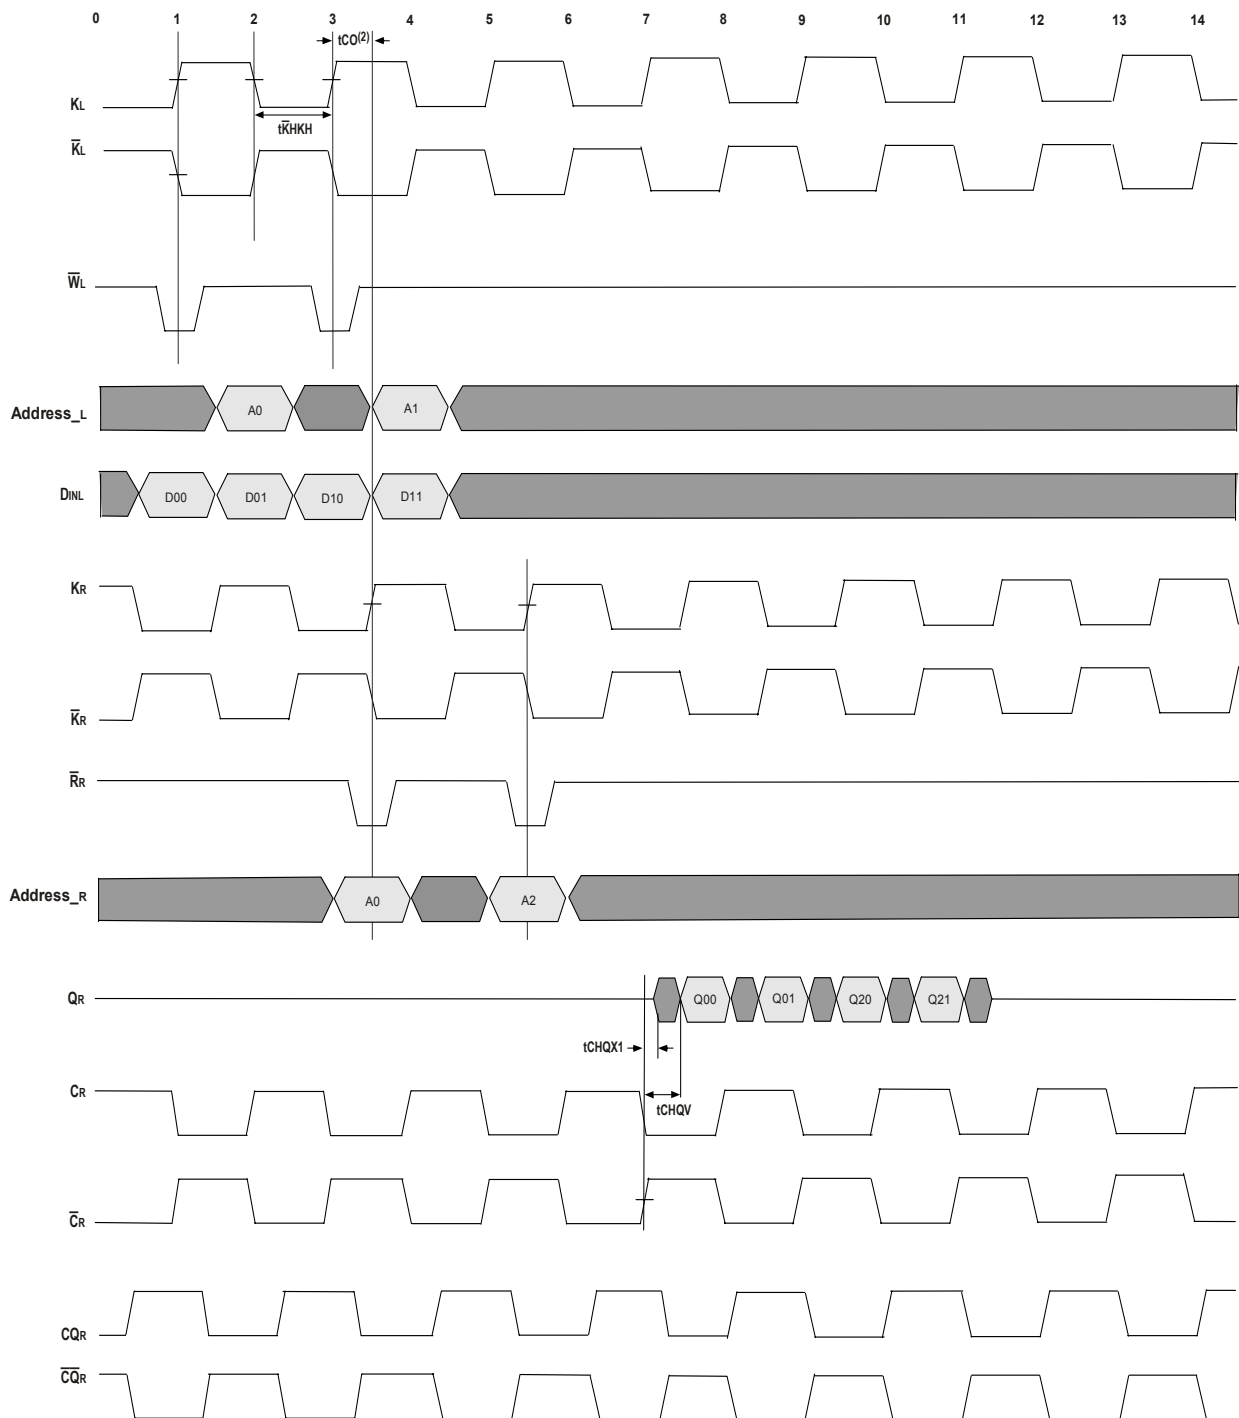 0 1 2 3 4 5 6 7 8 9 10 11 12 13 14
tCO(2)
KL
tK̅HKH
K̅L
W̅L
Address_L A0 A1
DINL D00 D01 D10 D11
KR
K̅R
R̅R
Address_R A0 A2
QR Q00 Q01 Q20 Q21
tCHQX1
CR
tCHQV
C̅R
CQR
C̅Q̅R